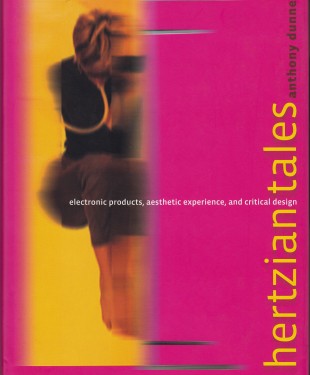 anthony dunne
hertzian tales
electronic products, aesthetic experience, and critical design